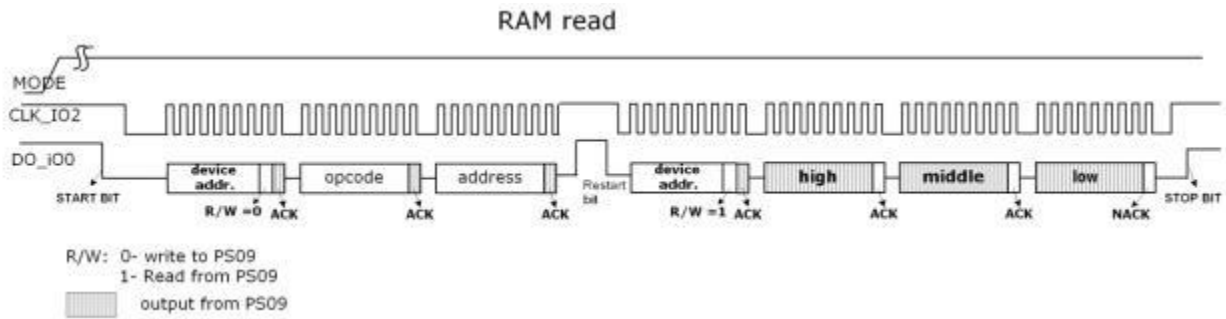 RAM read
MODE
CLK_IO2
DO_iO0
START BIT
device
addr.
R/W =0
ACK
opcode
ACK
address
ACK
Restart
bit
device
addr.
R/W =1
ACK
high
ACK
middle
ACK
low
NACK
STOP BIT
R/W: 0- write to PS09
1- Read from PS09
output from PS09